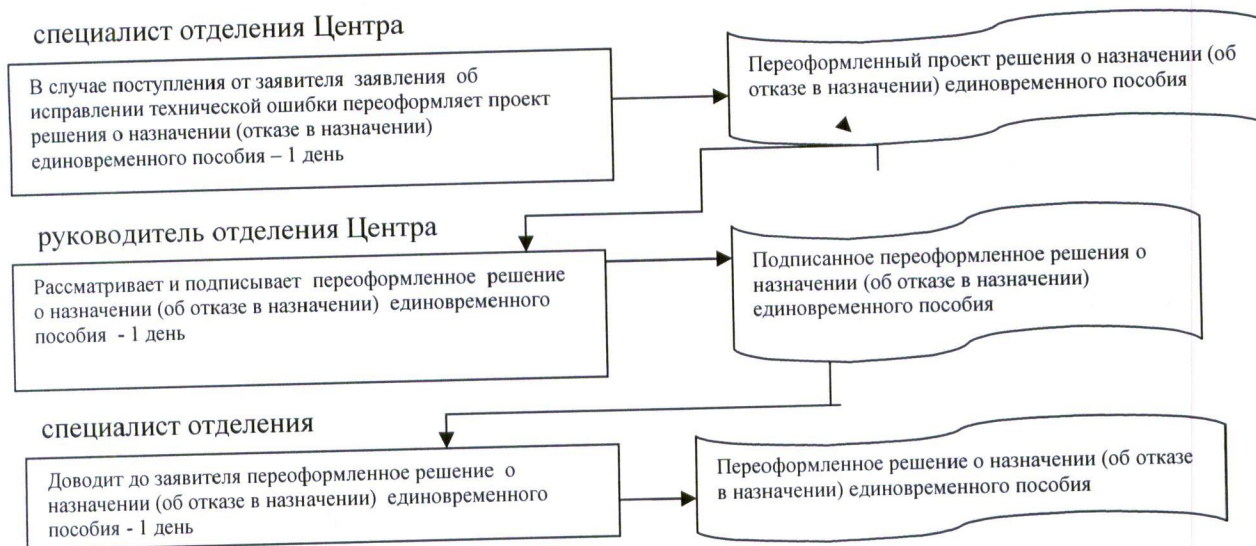 специалист отделения Центра
В случае поступления от заявителя заявления об
исправлении технической ошибки переоформляет проект
решения о назначении (отказе в назначении)
единовременного пособия – 1 день
Переоформленный проект решения о назначении (об
отказе в назначении) единовременного пособия
руководитель отделения Центра
Рассматривает и подписывает переоформленное решение
о назначении (об отказе в назначении) единовременного
пособия - 1 день
Подписанное переоформленное решения о
назначении (об отказе в назначении)
единовременного пособия
специалист отделения
Доводит до заявителя переоформленное решение о
назначении (об отказе в назначении) единовременного
пособия - 1 день
Переоформленное решение о назначении (об отказе
в назначении) единовременного пособия